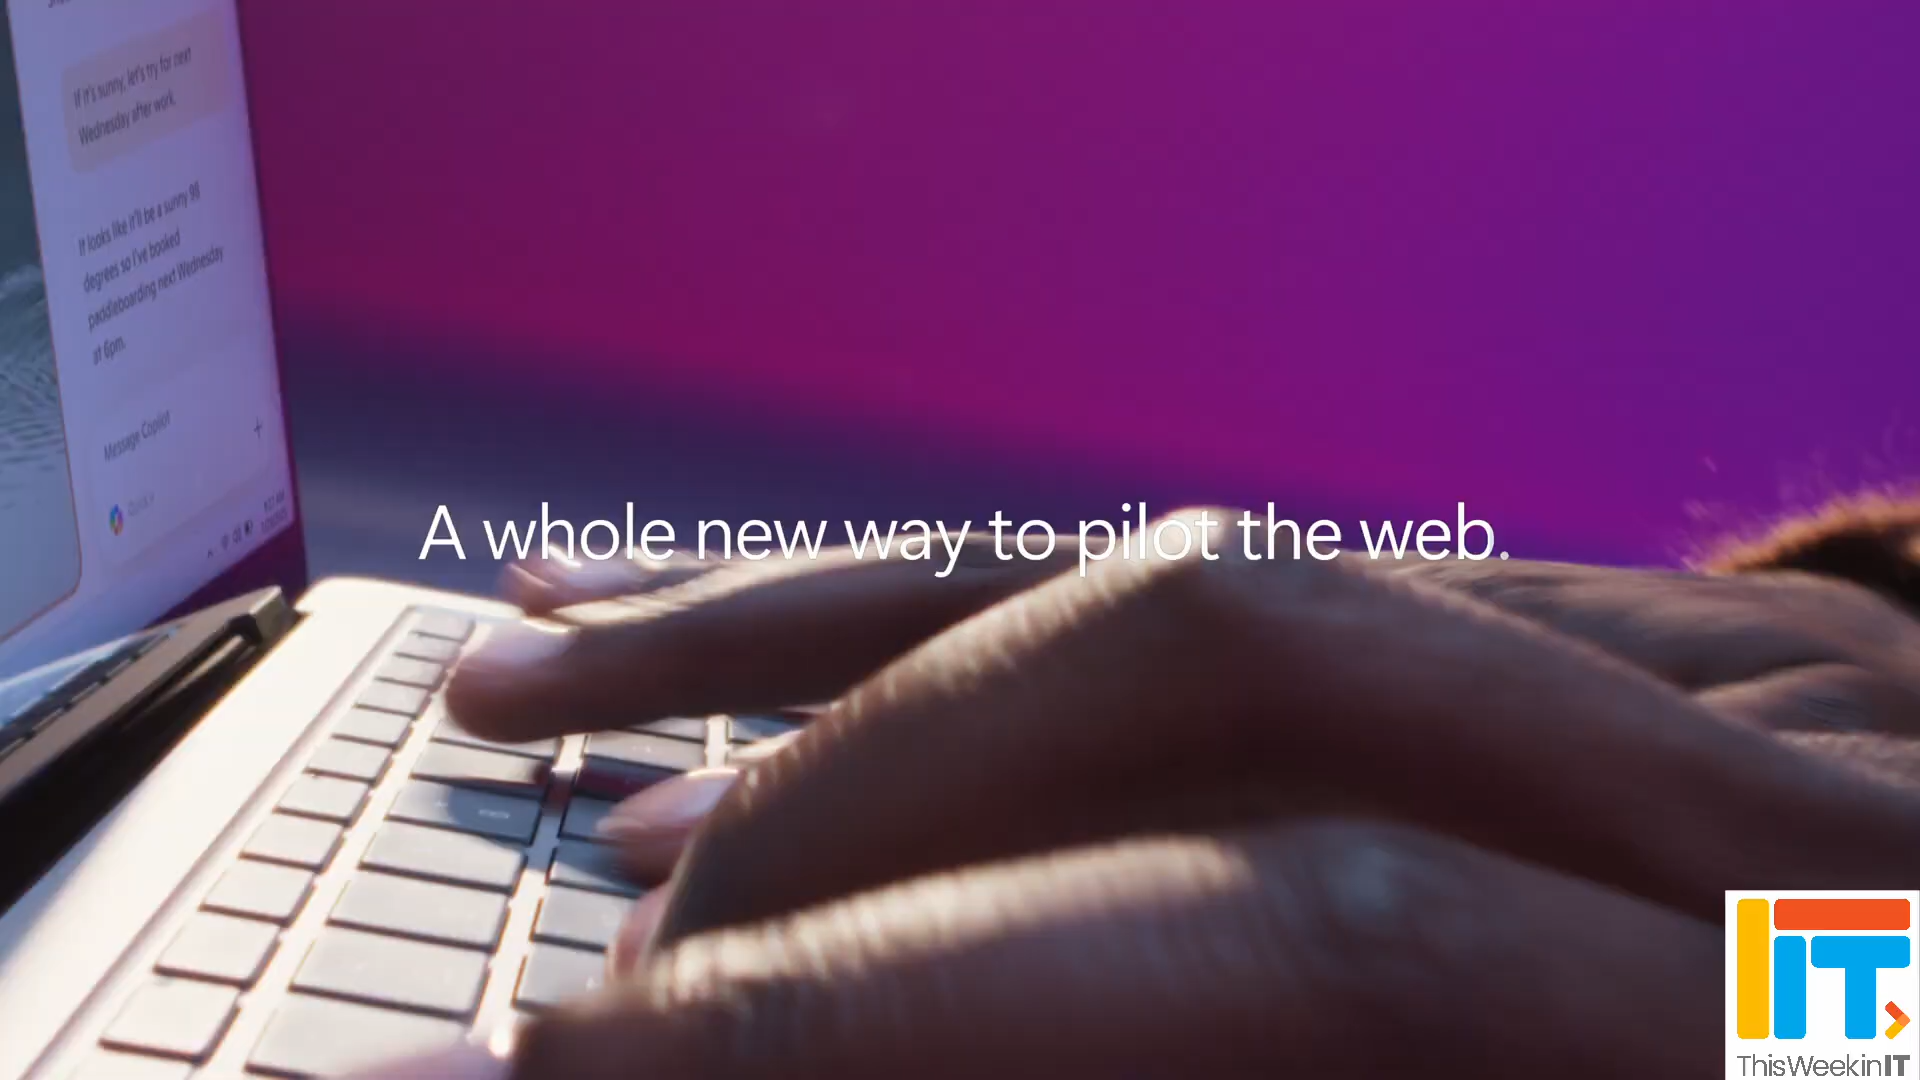 If it's sunny, let's try for next
Wednesday after work.
It looks like it'll be a sunny 98
degrees so I've booked
paddleboarding next Wednesday
at 6pm.
Message Copilot
A whole new way to pilot the web.
IT
ThisWeekinIT